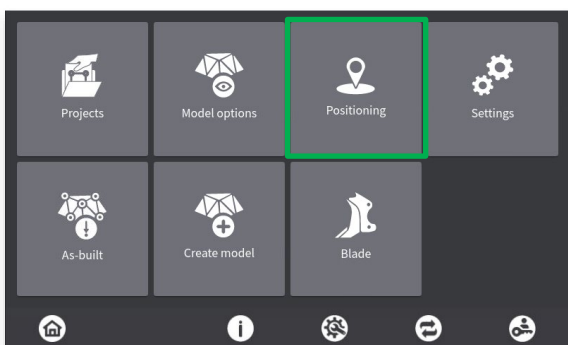 Projects
Model options
Positioning
Settings
As-built
Create model
Blade
i